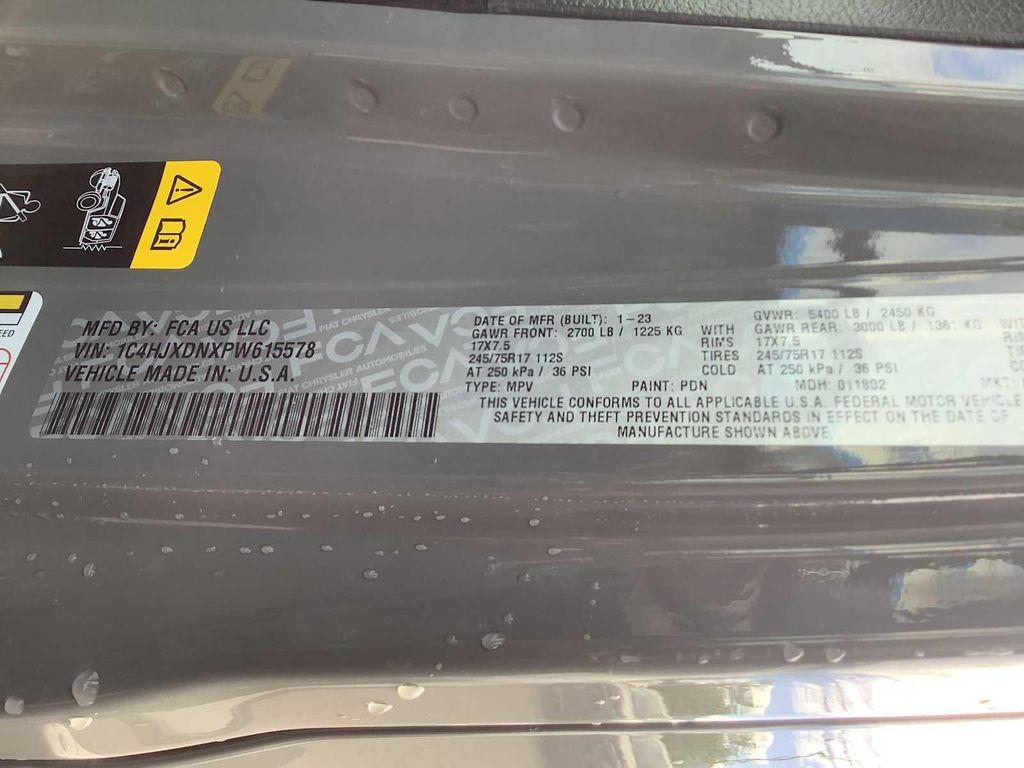 MFD BY: FCA US LLC
VIN: 1C4HJXDNXPW615578
VEHICLE MADE IN: U.S.A.
DATE OF MFR (BUILT): 1-23 GVWR: 5400 LB / 2450 KG
GAWR FRONT: 2700 LB / 1225 KG WITH GAWR REAR: 3000 LB / 1361 KG
17X7.5 RIMS 17X7.5
245/75R17 112S TIRES 245/75R17 112S
AT 250 kPa / 36 PSI COLD AT 250 kPa / 36 PSI
TYPE: MPV PAINT: PDN MDH: 011802
THIS VEHICLE CONFORMS TO ALL APPLICABLE U.S.A. FEDERAL MOTOR VEHICLE
SAFETY AND THEFT PREVENTION STANDARDS IN EFFECT ON THE DATE OF
MANUFACTURE SHOWN ABOVE